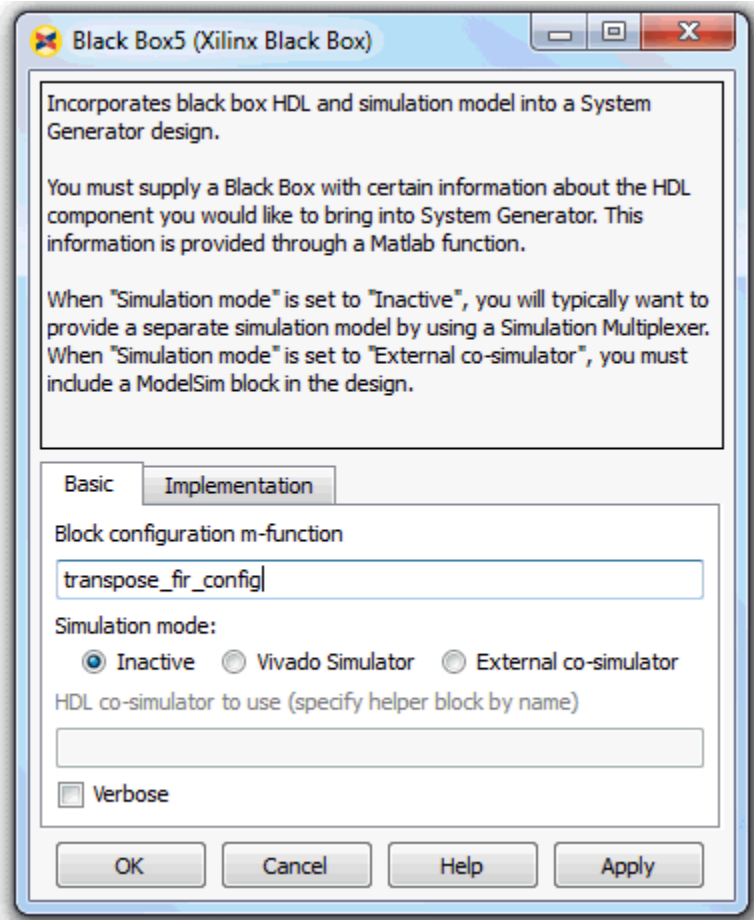 Black Box5 (Xilinx Black Box)
Incorporates black box HDL and simulation model into a System
Generator design.
You must supply a Black Box with certain information about the HDL
component you would like to bring into System Generator. This
information is provided through a Matlab function.
When "Simulation mode" is set to "Inactive", you will typically want to
provide a separate simulation model by using a Simulation Multiplexer.
When "Simulation mode" is set to "External co-simulator", you must
include a ModelSim block in the design.
Basic Implementation
Block configuration m-function
transpose_fir_config
Simulation mode:
Inactive Vivado Simulator External co-simulator
HDL co-simulator to use (specify helper block by name)
Verbose
OK Cancel Help Apply